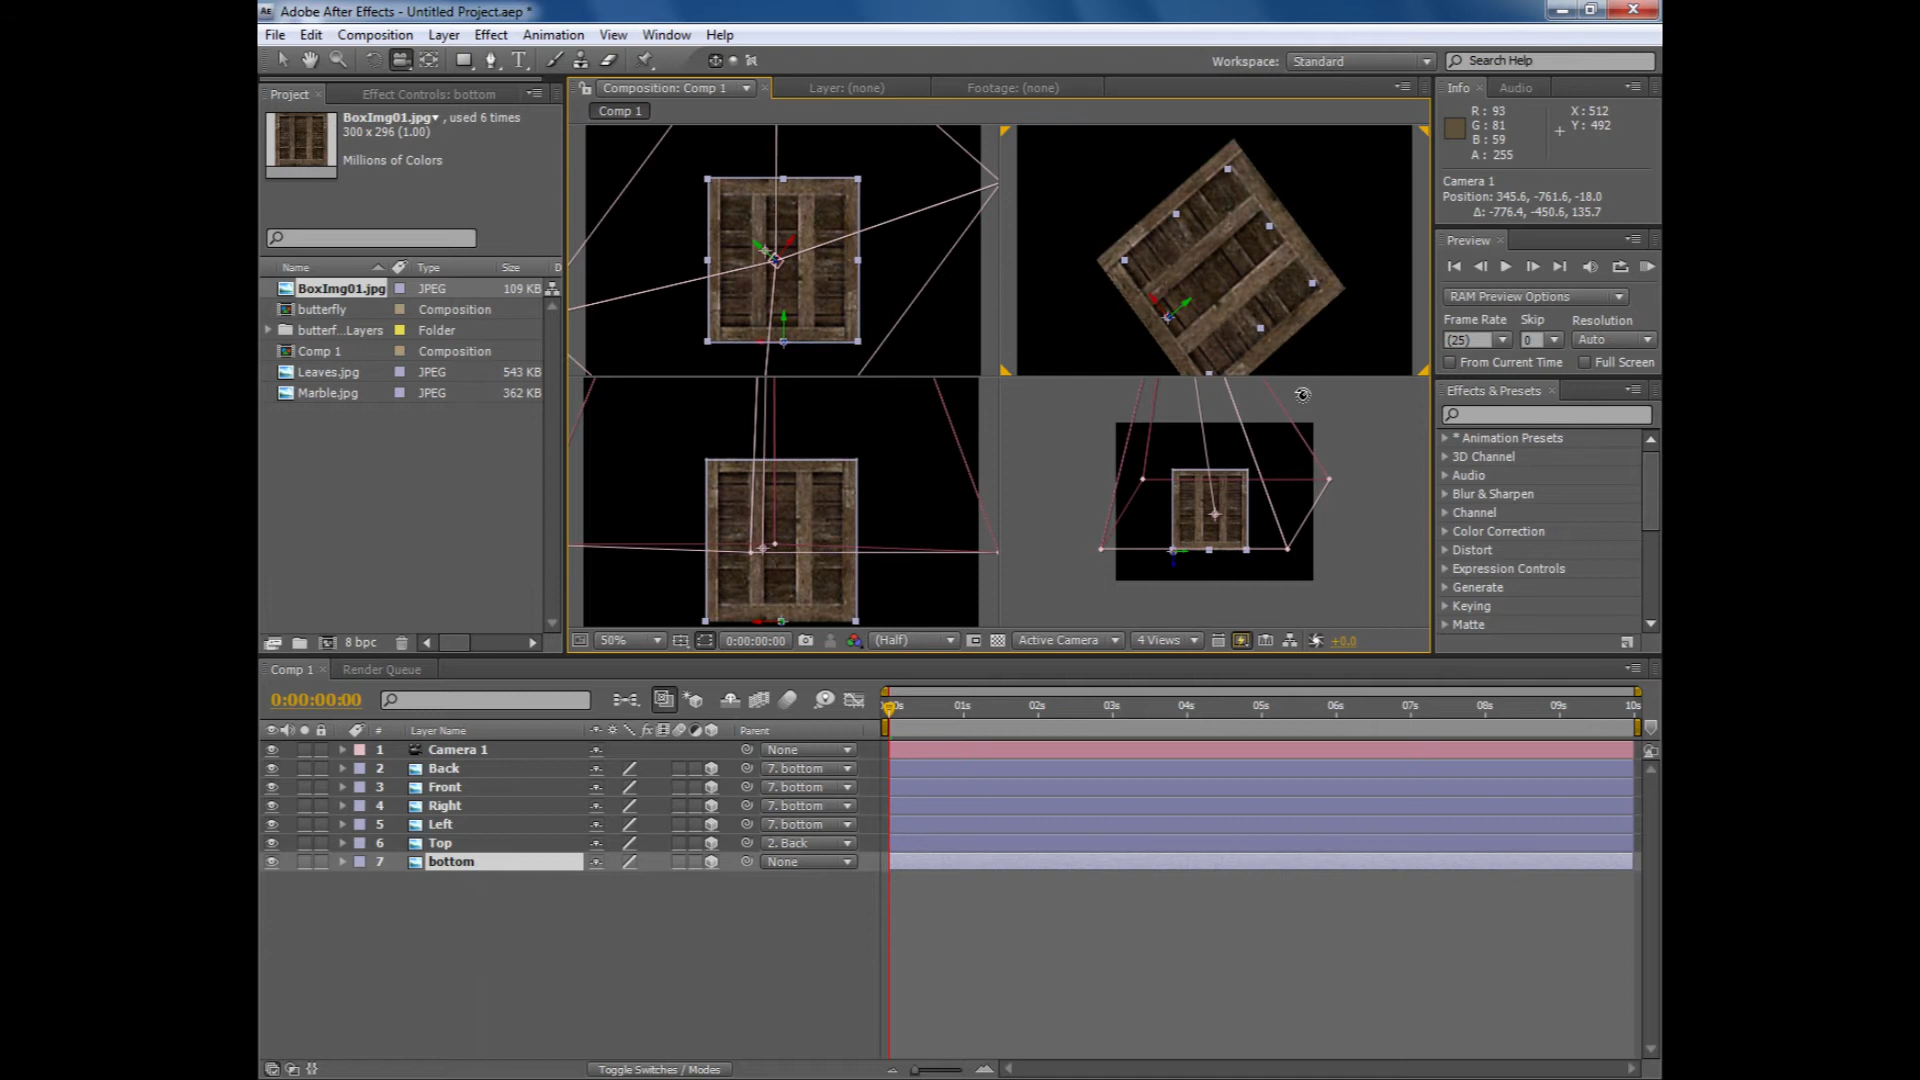 Adobe After Effects - Untitled Project.aep *
File Edit Composition Layer Effect Animation View Window Help
Workspace: Standard Search Help
Project Effect Controls: bottom Composition: Comp 1 Layer: (none) Footage: (none) Info Audio
Comp 1
BoxImg01.jpg , used 6 times
300 x 296 (1.00)
Millions of Colors
R: 93 X: 512
G: 81 Y: 492
B: 59
A: 255
Camera 1
Position: 345.6, -761.6, -18.0
Δ: -776.4, -450.6, 135.7
Preview
RAM Preview Options
Frame Rate Skip Resolution
(25) 0 Auto
From Current Time Full Screen
Name Type Size D
BoxImg01.jpg JPEG 109 KB
butterfly Composition
butterf...Layers Folder
Comp 1 Composition
Leaves.jpg JPEG 543 KB
Marble.jpg JPEG 362 KB
Effects & Presets
* Animation Presets
3D Channel
Audio
Blur & Sharpen
Channel
Color Correction
Distort
Expression Controls
Generate
Keying
Matte
8 bpc
50% 0:00:00:00 (Half) Active Camera 4 Views +0.0
Comp 1 Render Queue
0:00:00:00
0s 01s 02s 03s 04s 05s 06s 07s 08s 09s 10s
# Layer Name fx Parent
1 Camera 1 None
2 Back 7. bottom
3 Front 7. bottom
4 Right 7. bottom
5 Left 7. bottom
6 Top 2. Back
7 bottom None
Toggle Switches / Modes